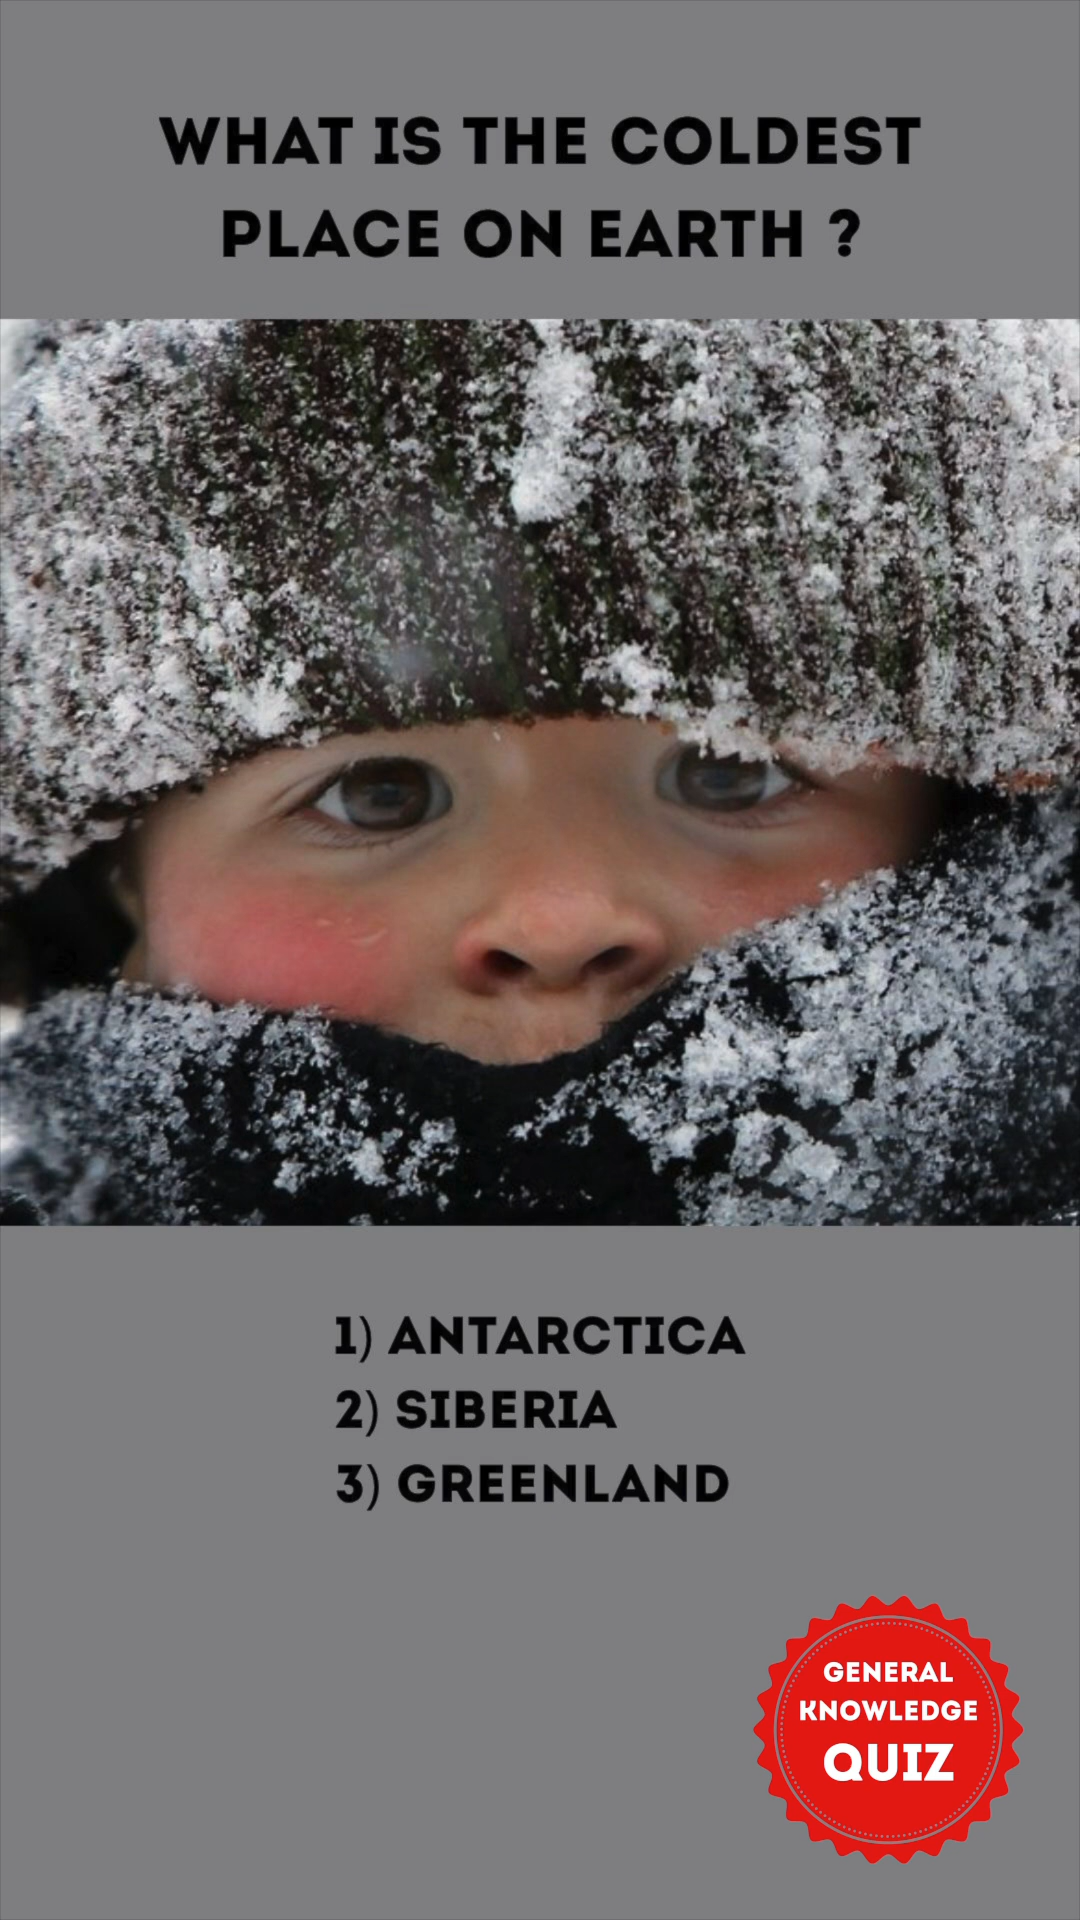 WHAT IS THE COLDEST
PLACE ON EARTH ?
1) ANTARCTICA
2) SIBERIA
3) GREENLAND
GENERAL
KNOWLEDGE
QUIZ